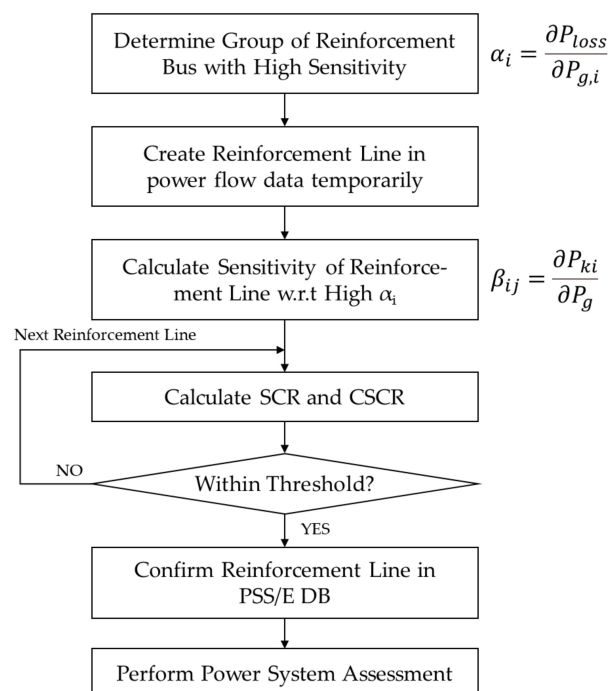 Determine Group of Reinforcement
Bus with High Sensitivity
α_i = ∂P_loss / ∂P_g,i
Create Reinforcement Line in
power flow data temporarily
Calculate Sensitivity of Reinforce-
ment Line w.r.t High α_i
β_ij = ∂P_ki / ∂P_g
Next Reinforcement Line
Calculate SCR and CSCR
Within Threshold?
NO
YES
Confirm Reinforcement Line in
PSS/E DB
Perform Power System Assessment